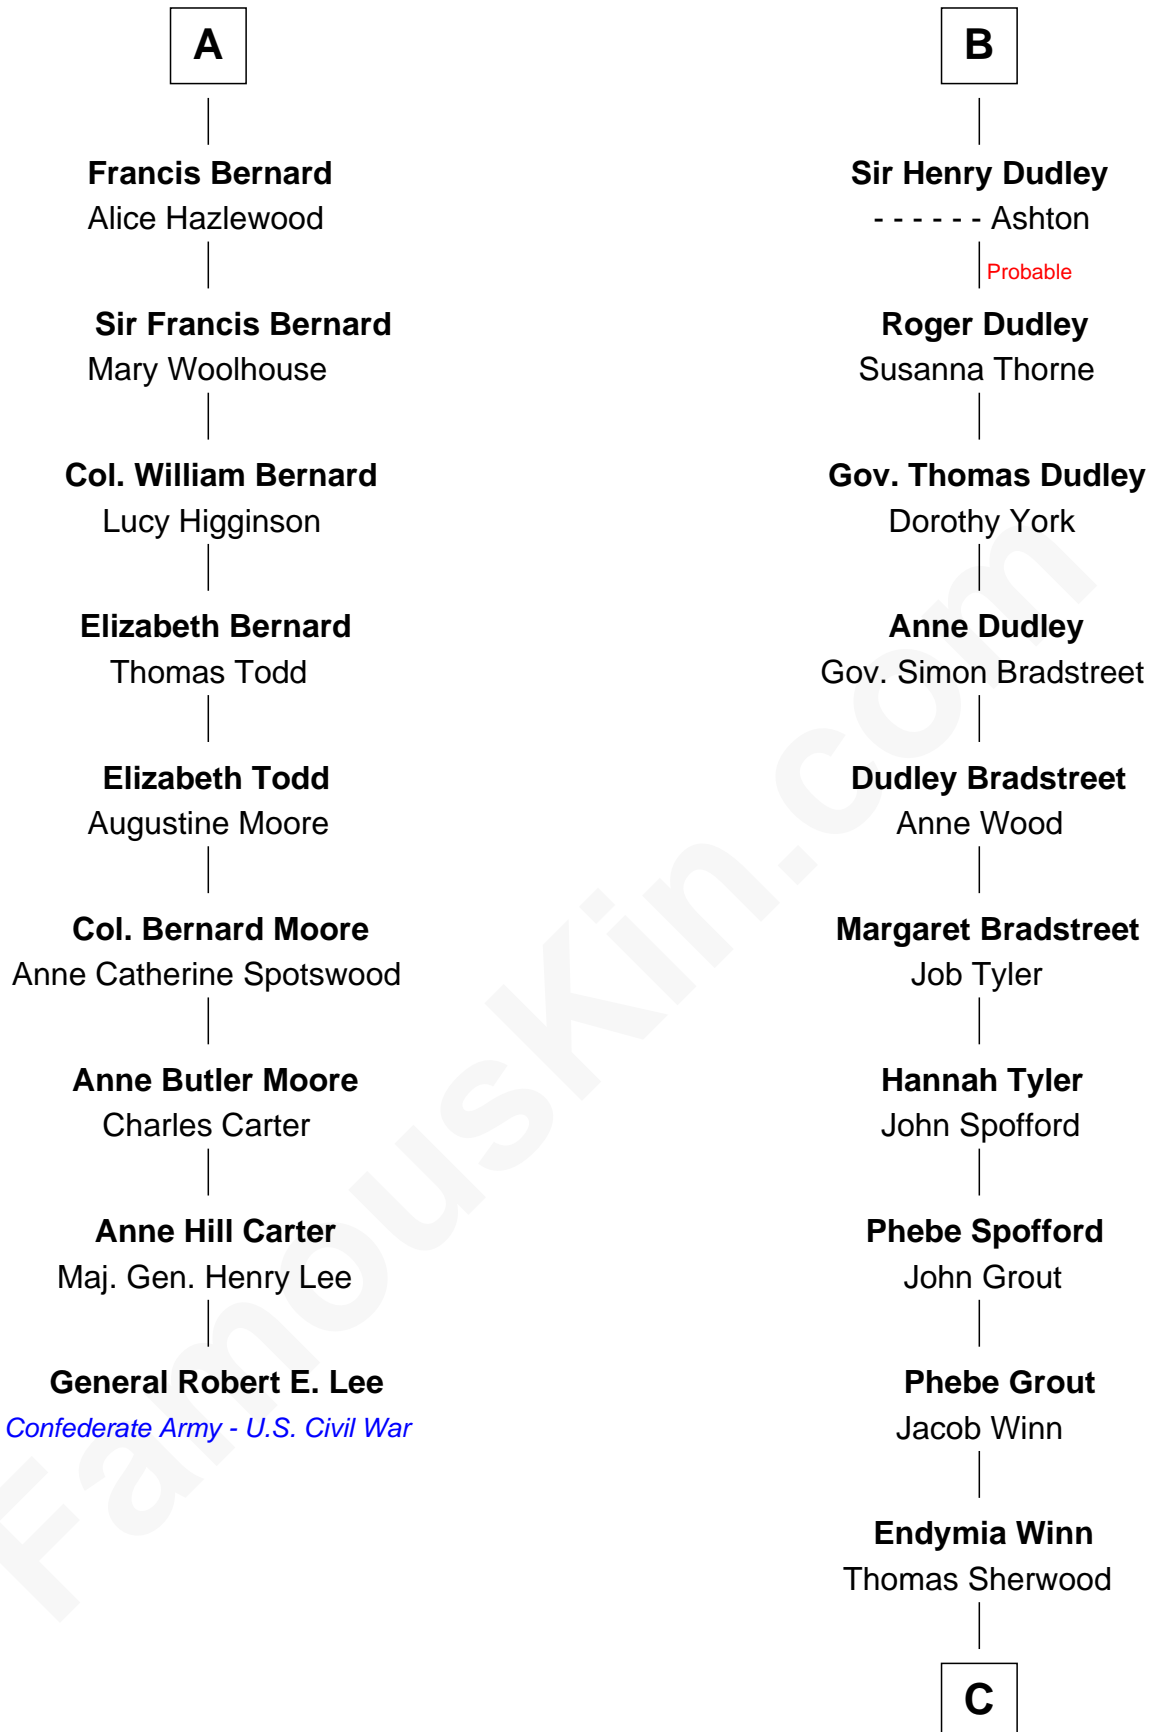 A
Francis Bernard
Alice Hazlewood
Sir Francis Bernard
Mary Woolhouse
Col. William Bernard
Lucy Higginson
Elizabeth Bernard
Thomas Todd
Elizabeth Todd
Augustine Moore
Col. Bernard Moore
Anne Catherine Spotswood
Anne Butler Moore
Charles Carter
Anne Hill Carter
Maj. Gen. Henry Lee
General Robert E. Lee
Confederate Army - U.S. Civil War
B
Sir Henry Dudley
- - - - - - Ashton
Probable
Roger Dudley
Susanna Thorne
Gov. Thomas Dudley
Dorothy York
Anne Dudley
Gov. Simon Bradstreet
Dudley Bradstreet
Anne Wood
Margaret Bradstreet
Job Tyler
Hannah Tyler
John Spofford
Phebe Spofford
John Grout
Phebe Grout
Jacob Winn
Endymia Winn
Thomas Sherwood
C
FamousKin.com